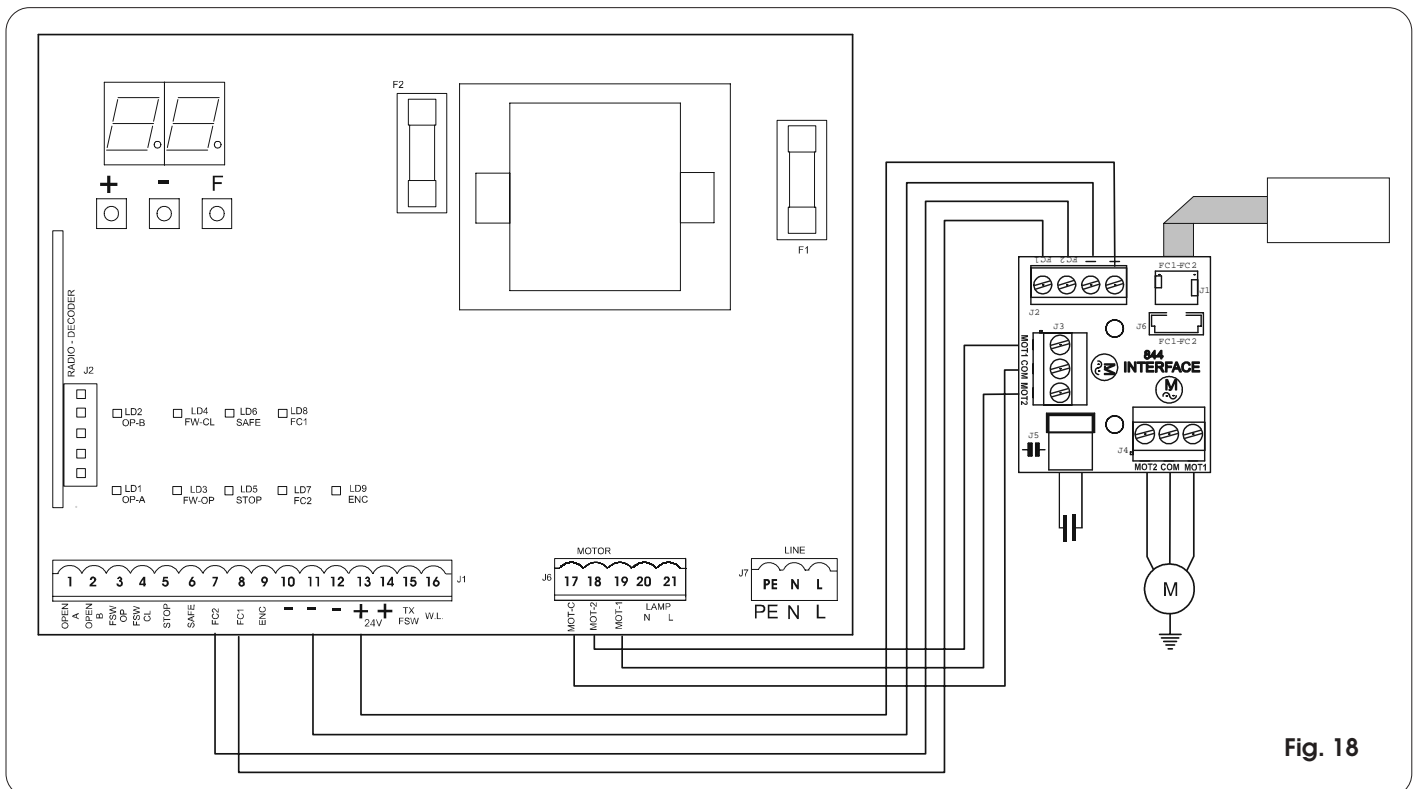 F2
F1
+ - F
RADIO - DECODER
J2
LD2
OP-B
LD4
FW-CL
LD6
SAFE
LD8
FC1
LD1
OP-A
LD3
FW-OP
LD5
STOP
LD7
FC2
LD9
ENC
1 2 3 4 5 6 7 8 9 10 11 12 13 14 15 16
J1
OPEN A
OPEN B
FSW OP
FSW CL
STOP
SAFE
FC2
FC1
ENC
- - - + +
24V
TX FSW
W.L.
MOTOR
J6
17 18 19 20 21
MOT-C
MOT-2
MOT-1
LAMP
N L
LINE
J7
PE N L
PE N L
FC1 FC2 - +
J2
FC1-FC2
J1
J6
FC1-FC2
J3
MOT1 COM MOT2
844
INTERFACE
M
M
J5
J4
MOT2 COM MOT1
M
Fig. 18